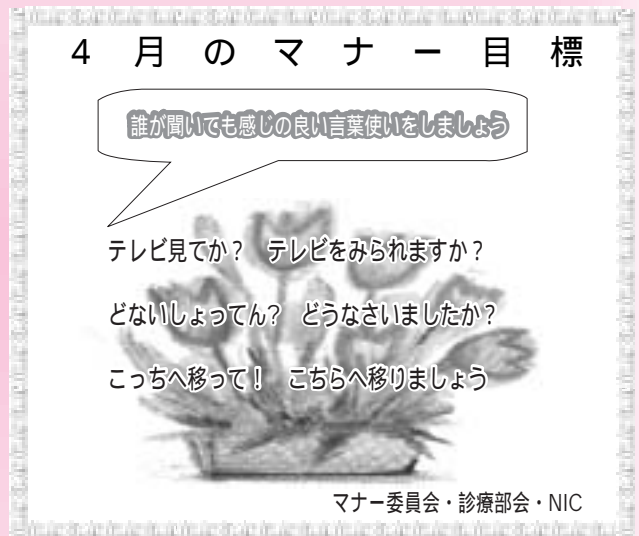 4月のマナー目標
誰が聞いても感じの良い言葉使いをしましょう
テレビ見てか？　テレビをみられますか？
どないしょってん？　どうなさいましたか？
こっちへ移って！　こちらへ移りましょう
マナー委員会・診療部会・NIC